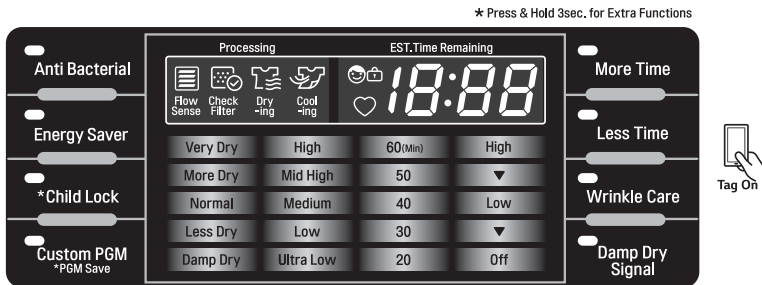 * Press & Hold 3sec. for Extra Functions
Processing
EST.Time Remaining
Anti Bacterial
Energy Saver
*Child Lock
Custom PGM
*PGM Save
Flow
Sense
Check
Filter
Dry
-ing
Cool
-ing
18:88
Very Dry High 60(Min) High
More Dry Mid High 50 ▼
Normal Medium 40 Low
Less Dry Low 30 ▼
Damp Dry Ultra Low 20 Off
More Time
Less Time
Wrinkle Care
Damp Dry
Signal
Tag On